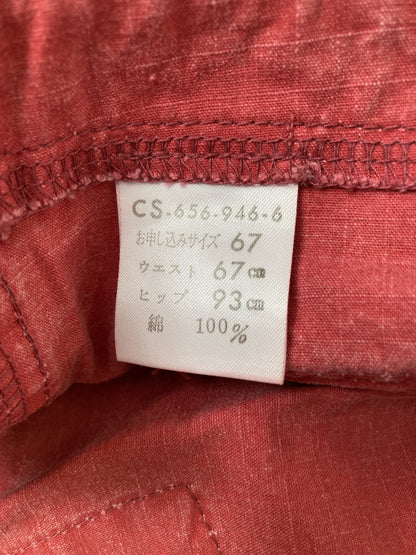 CS-656-946-6
お申し込みサイズ 67
ウエスト 67cm
ヒップ 93cm
綿 100%